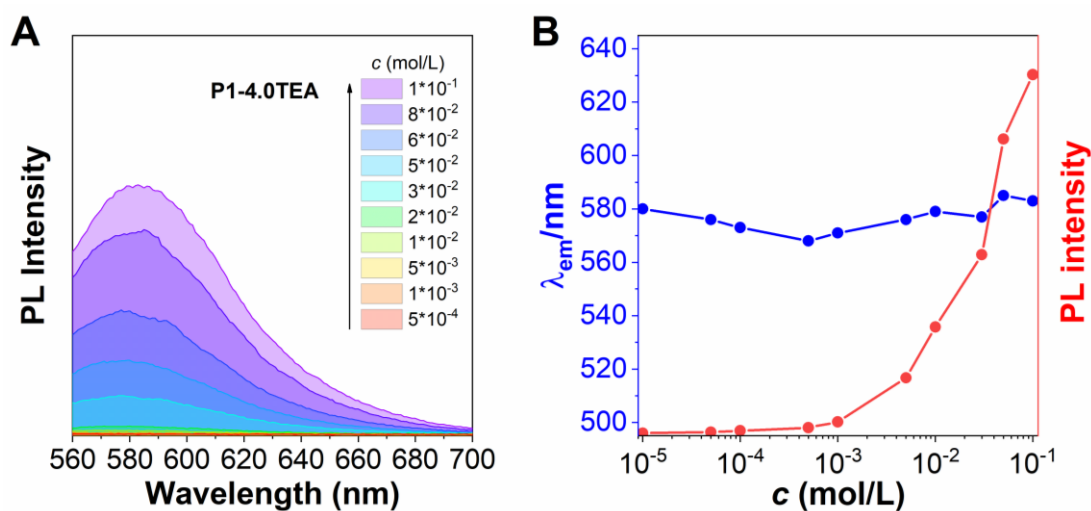 A
P1-4.0TEA
c (mol/L)
1*10⁻¹
8*10⁻²
6*10⁻²
5*10⁻²
3*10⁻²
2*10⁻²
1*10⁻²
5*10⁻³
1*10⁻³
5*10⁻⁴
PL Intensity
560 580 600 620 640 660 680 700
Wavelength (nm)
B
640
620
600
580
560
540
520
500
λem/nm
PL intensity
10⁻⁵ 10⁻⁴ 10⁻³ 10⁻² 10⁻¹
c (mol/L)